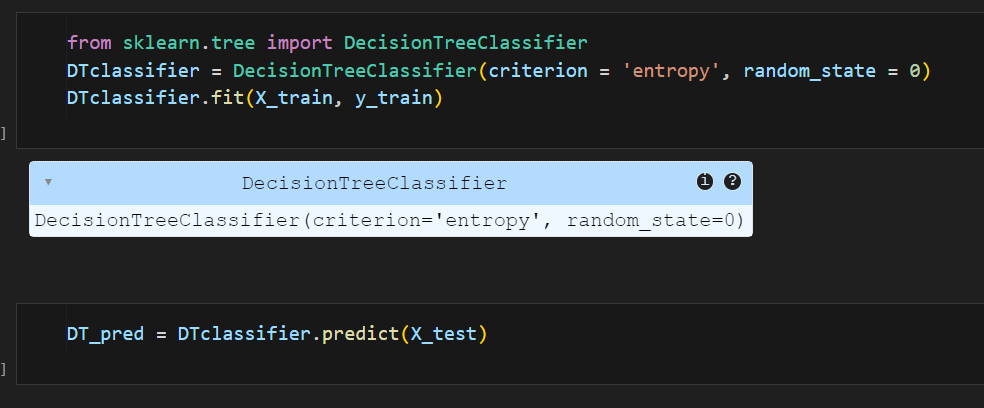 from sklearn.tree import DecisionTreeClassifier
DTclassifier = DecisionTreeClassifier(criterion = 'entropy', random_state = 0)
DTclassifier.fit(X_train, y_train)
]
▾ DecisionTreeClassifier i ?
DecisionTreeClassifier(criterion='entropy', random_state=0)
DT_pred = DTclassifier.predict(X_test)
]